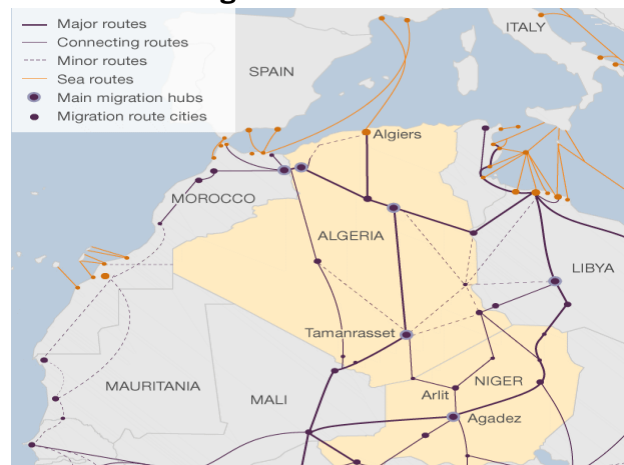 Major routes
Connecting routes
Minor routes
Sea routes
Main migration hubs
Migration route cities
ITALY
SPAIN
Algiers
MOROCCO
ALGERIA
LIBYA
Tamanrasset
MAURITANIA
MALI
NIGER
Arlit
Agadez